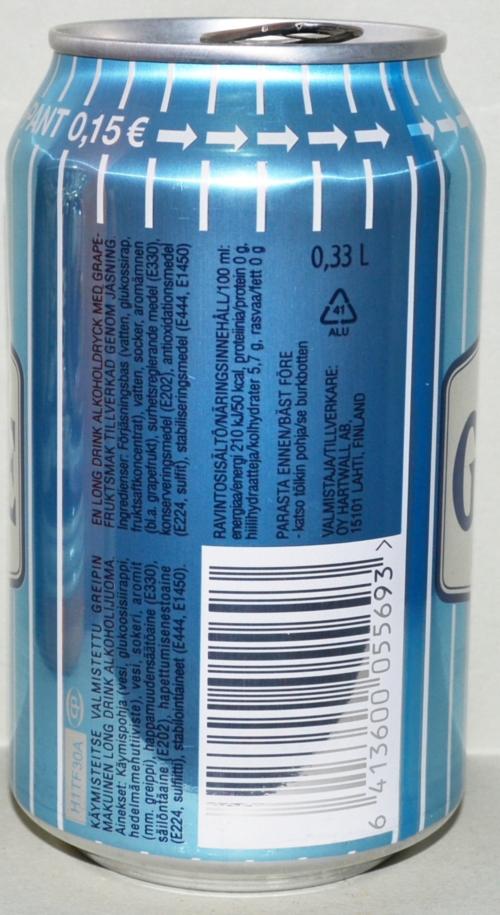 PANT 0,15 €
EN LONG DRINK ALKOHOLDRYCK MED GRAPE-
FRUKTSMAK TILLVERKAD GENOM JÄSNING.
Ingredienser: Förjäsningsbas (vatten, glukossirap,
fruktsaftkoncentrat), vatten, socker, aromämnen
(bl.a. grapefrukt), surhetsregierande medel (E330),
konserveringsmedel (E202), antioxidationsmedel
(E224, sulfit), stabiliseringsmedel (E444, E1450)
RAVINTOSISÄLTÖ/NÄRINGSINNEHÅLL/100 ml:
energiaa/energi 210 kJ/50 kcal, proteiinia/protein 0 g,
hiilihydraatteja/kolhydrater 5,7 g, rasvaa/fett 0 g
PARASTA ENNEN/BÄST FÖRE
- katso tölkin pohja/se burkbotten
VALMISTAJA/TILLVERKARE:
OY HARTWALL AB,
15101 LAHTI, FINLAND
0,33 L
41
ALU
H1TF30A
KÄYMISTEITSE VALMISTETTU GREIPIN
MAKUINEN LONG DRINK ALKOHOLIJUOMA.
Ainekset: Käymispohja (vesi, glukoosisiirappi,
hedelmämehutiiviste), vesi, sokeri, aromit
(mm. greippi), happamuudensäätöaine (E330),
säilöntäaine (E202), hapettumisenestoaine
(E224, sulfiitti), stabilointiaineet (E444, E1450).
6 413600 055693 >
G